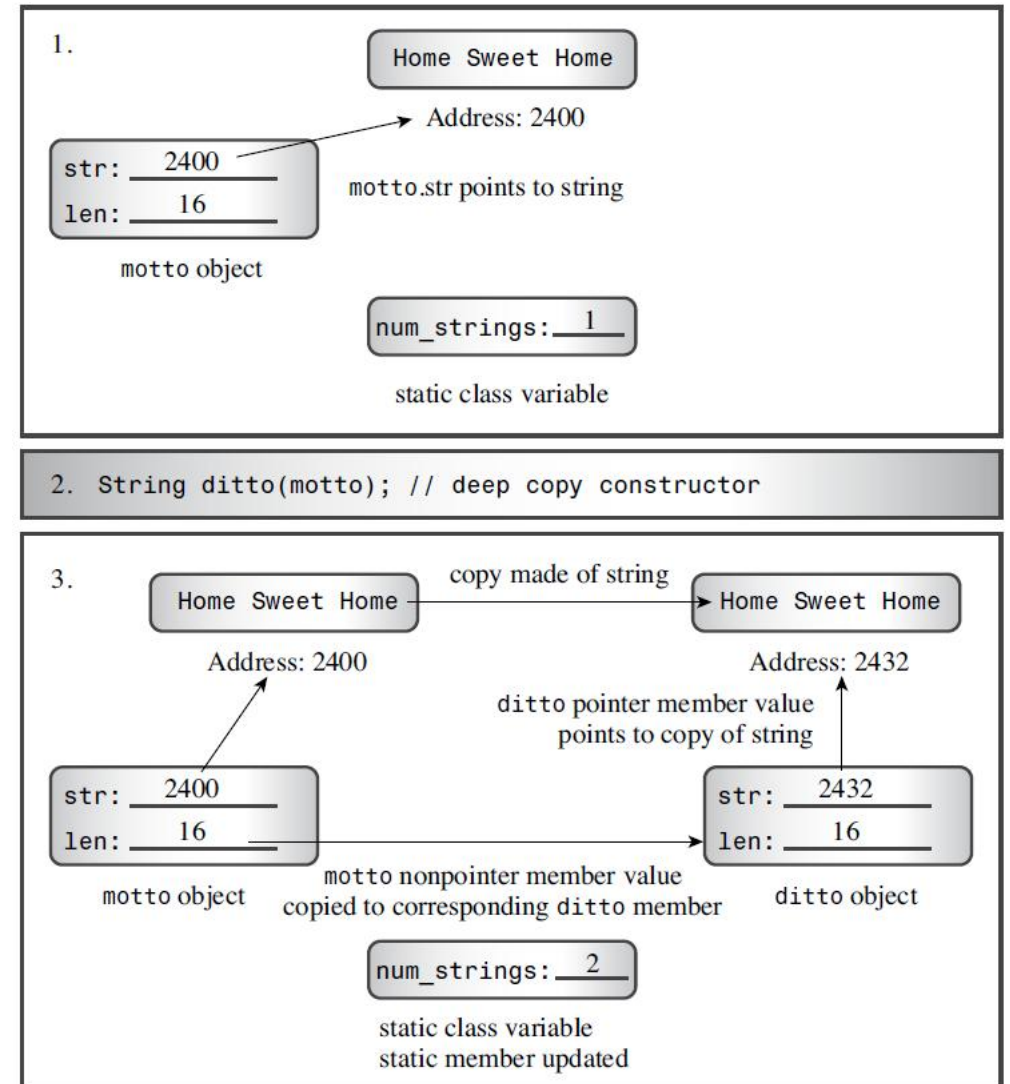 1.
Home Sweet Home
Address: 2400
str: 2400
len: 16
motto.str points to string
motto object
num_strings: 1
static class variable
2. String ditto(motto); // deep copy constructor
3.
copy made of string
Home Sweet Home
Home Sweet Home
Address: 2400
Address: 2432
ditto pointer member value
points to copy of string
str: 2400
len: 16
str: 2432
len: 16
motto object
motto nonpointer member value
copied to corresponding ditto member
ditto object
num_strings: 2
static class variable
static member updated